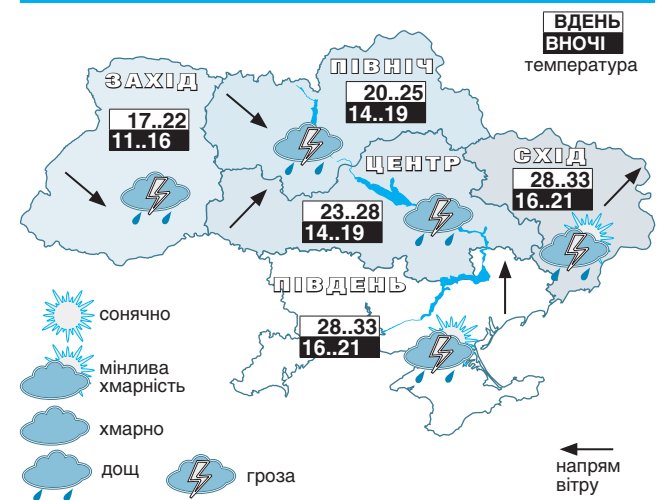 ВДЕНЬ
ВНОЧІ
температура
ЗАХІД
17..22
11..16
ПІВНІЧ
20..25
14..19
ЦЕНТР
23..28
14..19
СХІД
28..33
16..21
ПІВДЕНЬ
28..33
16..21
сонячно
мінлива
хмарність
хмарно
дощ
гроза
напрям
вітру